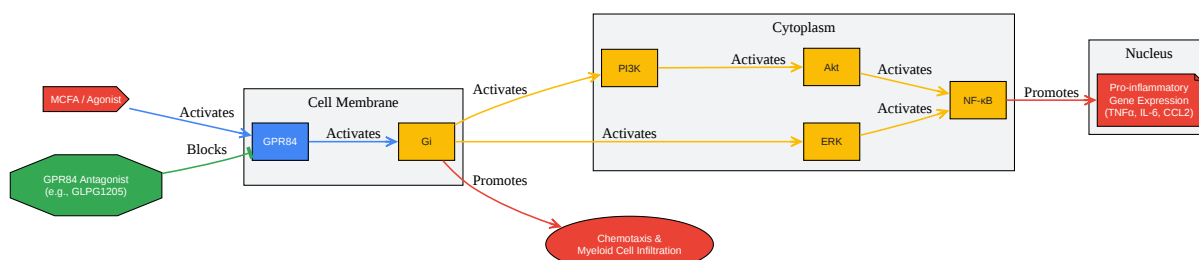 Cytoplasm
Nucleus
PI3K
Activates
Akt
Activates
Pro-inflammatory
Gene Expression
(TNFα, IL-6, CCL2)
Promotes
NF-κB
Activates
MCFA / Agonist
Activates
Cell Membrane
Activates
GPR84
Activates
Gi
Activates
ERK
Blocks
GPR84 Antagonist
(e.g., GLPG1205)
Promotes
Chemotaxis &
Myeloid Cell Infiltration